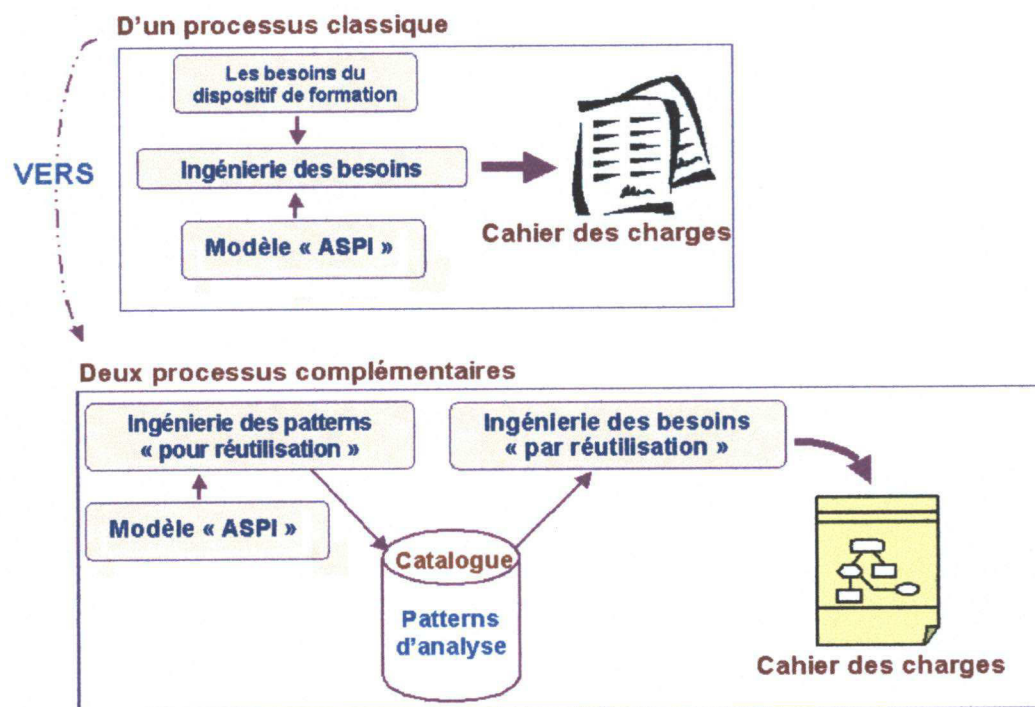 D'un processus classique
Les besoins du
dispositif de formation
VERS
Ingénierie des besoins
Modèle « ASPI »
Cahier des charges
Deux processus complémentaires
Ingénierie des patterns
« pour réutilisation »
Ingénierie des besoins
« par réutilisation »
Modèle « ASPI »
Catalogue
Patterns
d'analyse
Cahier des charges